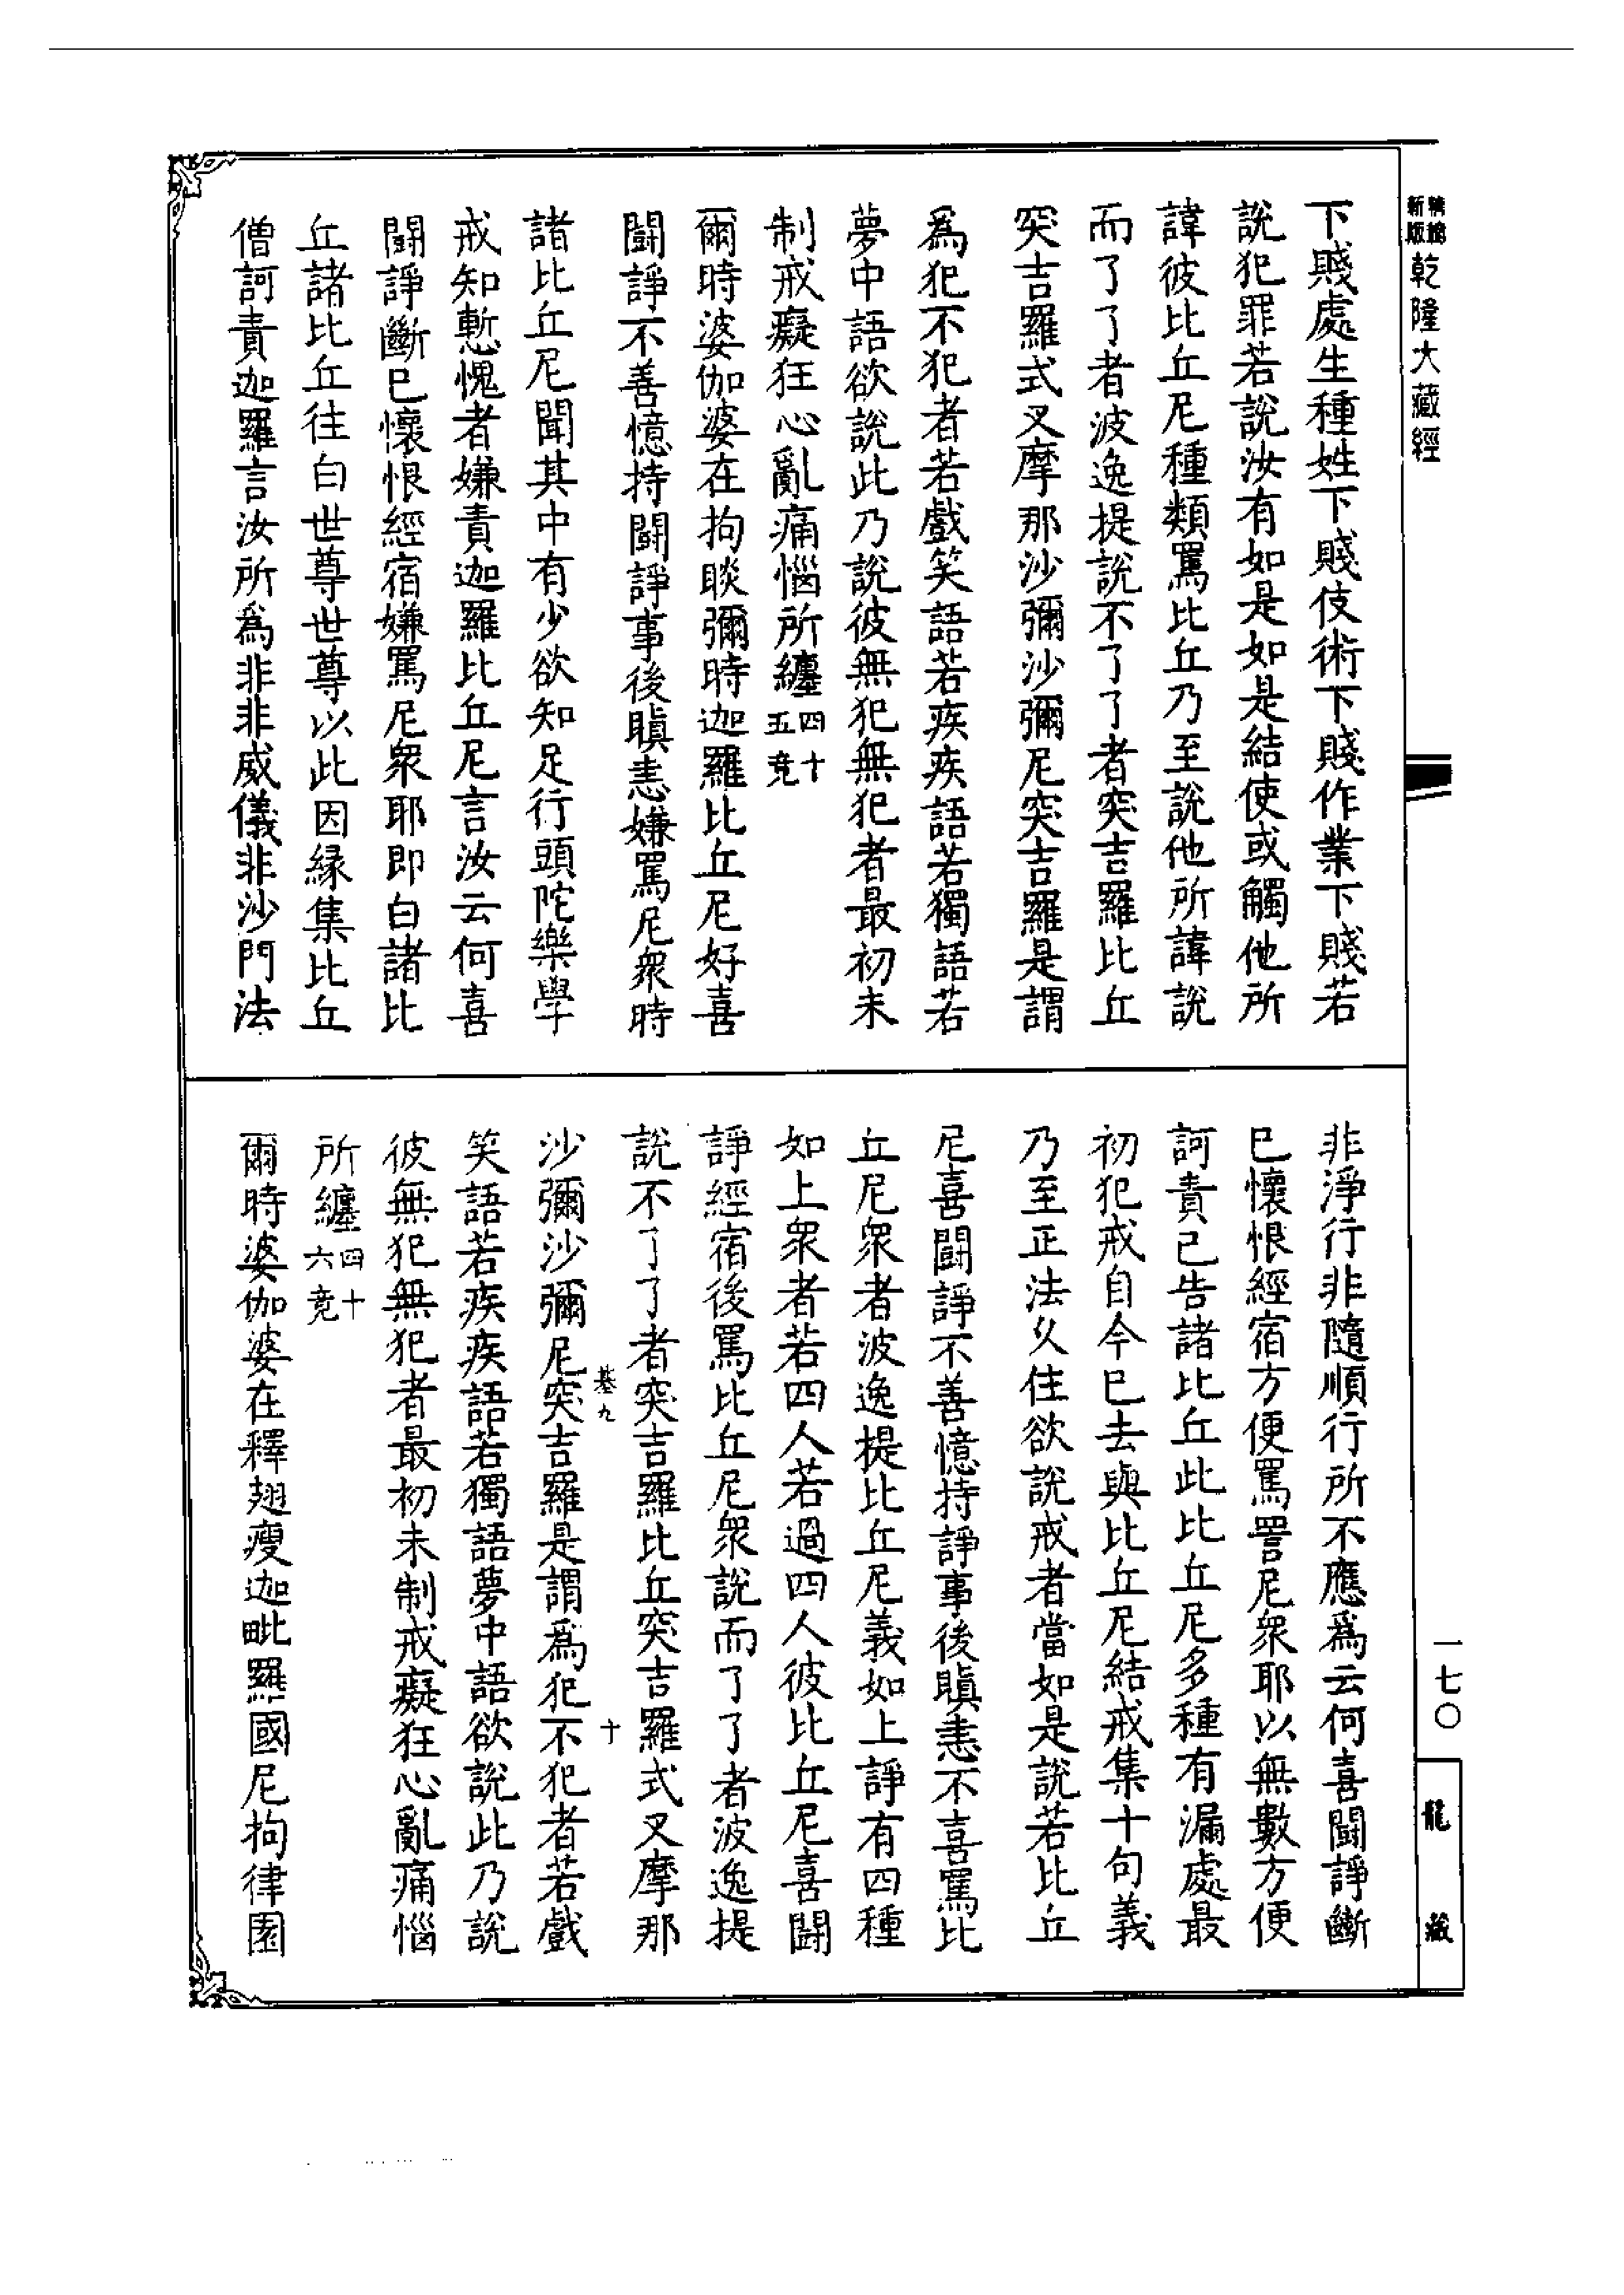 新版
精縮
乾隆大藏經
下賤處生種姓下賤伎術下賤作業下賤若
說犯罪若說汝有如是如是結使或觸他所
諱彼比丘尼種類罵比丘乃至說他所諱說
而了了者波逸提說不了了者突吉羅比丘
突吉羅式叉摩那沙彌沙彌尼突吉羅是謂
為犯不犯者若戲笑語若疾疾語若獨語若
夢中語欲說此乃說彼無犯無犯者最初未
制戒癡狂心亂痛惱所纏四十五竟
爾時婆伽婆在拘睒彌時迦羅比丘尼好喜
鬪諍不善憶持鬪諍事後瞋恚嫌罵尼眾時
諸比丘尼聞其中有少欲知足行頭陀樂學
戒知慙愧者嫌責迦羅比丘尼言汝云何喜
鬪諍斷已懷恨經宿嫌罵尼眾耶即白諸比
丘諸比丘往白世尊世尊以此因緣集比丘
僧訶責迦羅言汝所為非非威儀非沙門法
非淨行非隨順行所不應為云何喜鬪諍斷
已懷恨經宿方便罵詈尼眾耶以無數方便
訶責已告諸比丘此比丘尼多種有漏處最
初犯戒自今已去與比丘尼結戒集十句義
乃至正法久住欲說戒者當如是說若比丘
尼喜鬪諍不善憶持諍事後瞋恚不喜罵比
丘尼眾者波逸提比丘尼義如上諍有四種
如上眾者若四人若過四人彼比丘尼喜鬪
諍經宿後罵比丘尼眾說而了了者波逸提
說不了了者突吉羅比丘突吉羅式叉摩那
沙彌沙彌尼突吉羅是謂為犯不犯者若戲
笑語若疾疾語若獨語夢中語欲說此乃說
彼無犯無犯者最初未制戒癡狂心亂痛惱
所纏四十六竟
爾時婆伽婆在釋翅瘦迦毗羅國尼拘律園
基九
十
一七〇
龍藏